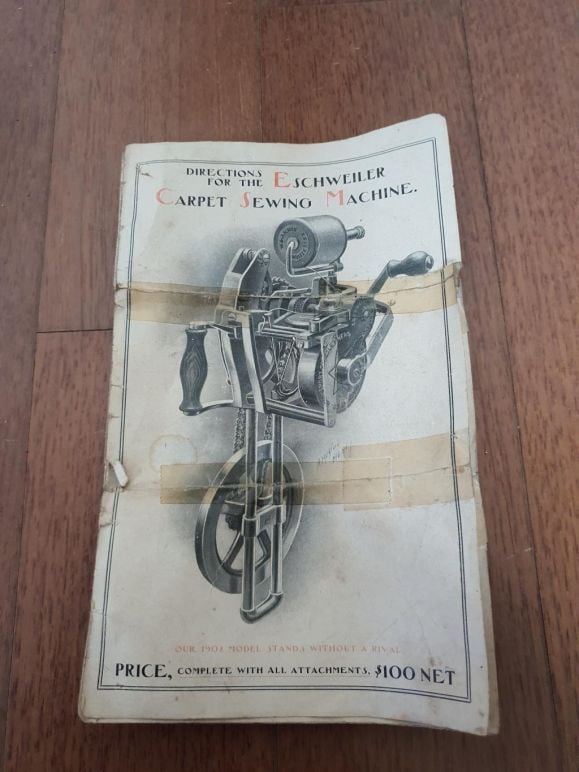 DIRECTIONS
FOR THE ESCHWEILER
CARPET SEWING MACHINE.
OUR 1902 MODEL STANDS WITHOUT A RIVAL
PRICE, COMPLETE WITH ALL ATTACHMENTS, $100 NET